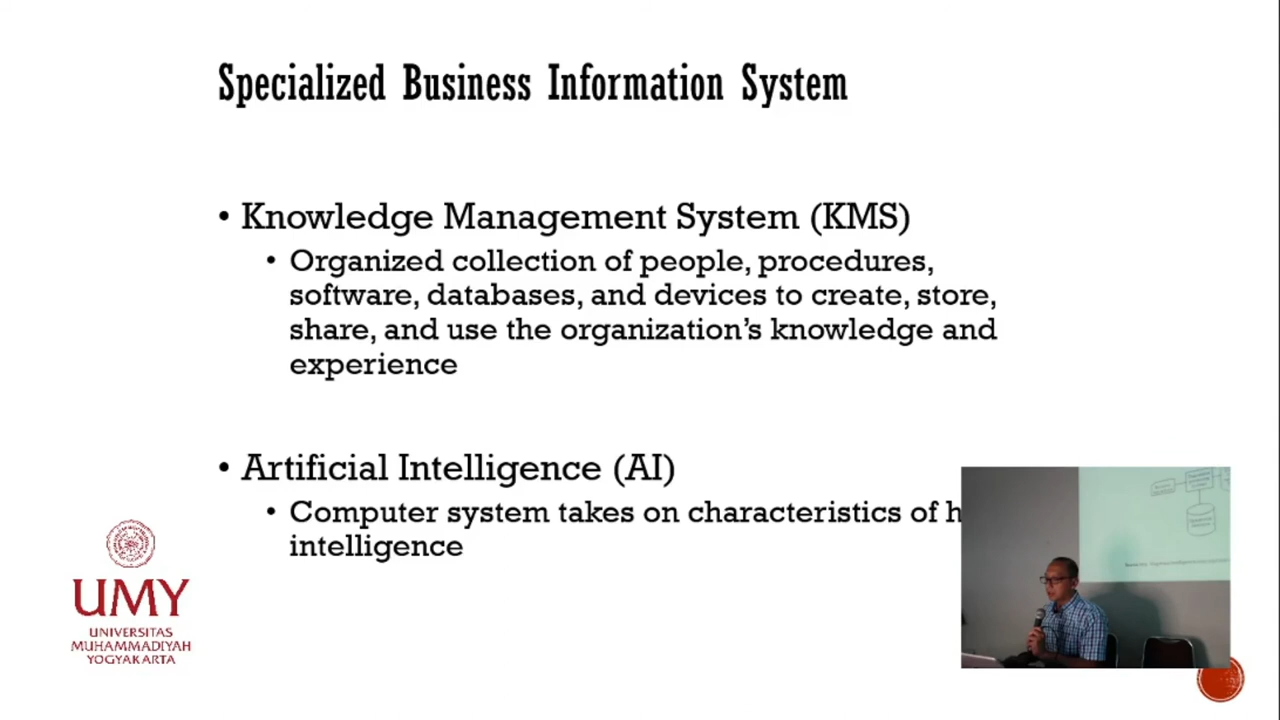 Specialized Business Information System
• Knowledge Management System (KMS)
• Organized collection of people, procedures,
software, databases, and devices to create, store,
share, and use the organization’s knowledge and
experience
• Artificial Intelligence (AI)
• Computer system takes on characteristics of h
intelligence
UMY
UNIVERSITAS
MUHAMMADIYAH
YOGYAKARTA